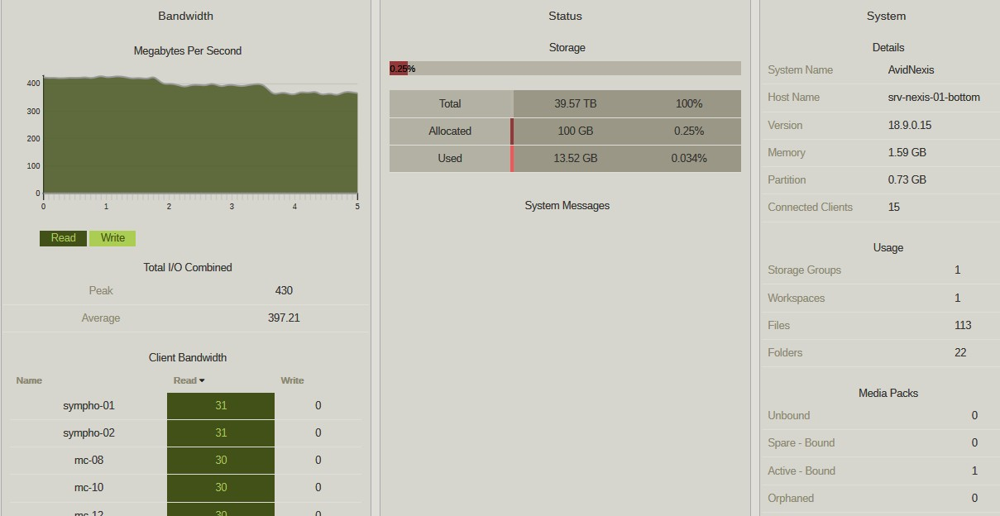 Bandwidth
Megabytes Per Second
400
300
200
100
0
0 1 2 3 4 5
Read Write
Total I/O Combined
Peak 430
Average 397.21
Client Bandwidth
Name Read Write
sympho-01 31 0
sympho-02 31 0
mc-08 30 0
mc-10 30 0
mc-12 30 0
Status
Storage
0.25%
Total 39.57 TB 100%
Allocated 100 GB 0.25%
Used 13.52 GB 0.034%
System Messages
System
Details
System Name AvidNexis
Host Name srv-nexis-01-bottom
Version 18.9.0.15
Memory 1.59 GB
Partition 0.73 GB
Connected Clients 15
Usage
Storage Groups 1
Workspaces 1
Files 113
Folders 22
Media Packs
Unbound 0
Spare - Bound 0
Active - Bound 1
Orphaned 0